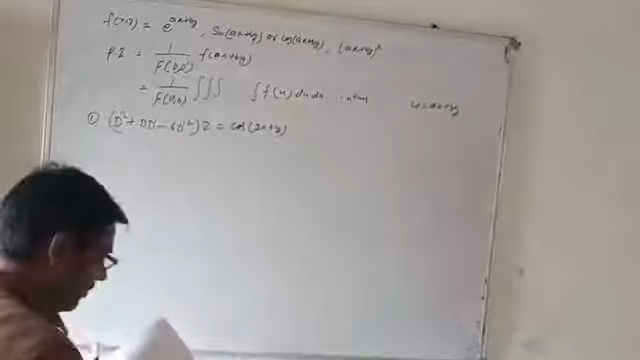 f(x,y) = e^{ax+by}, Sin(ax+by) or cos(ax+by), (ax+by)^n
P.I = 1/F(D,D') f(ax+by)
= 1/F(a,b) ∫∫∫ ∫ f(u) du du ... n times u=ax+by
① (D²+DD'-6D'²) Z = cos(2x+y)